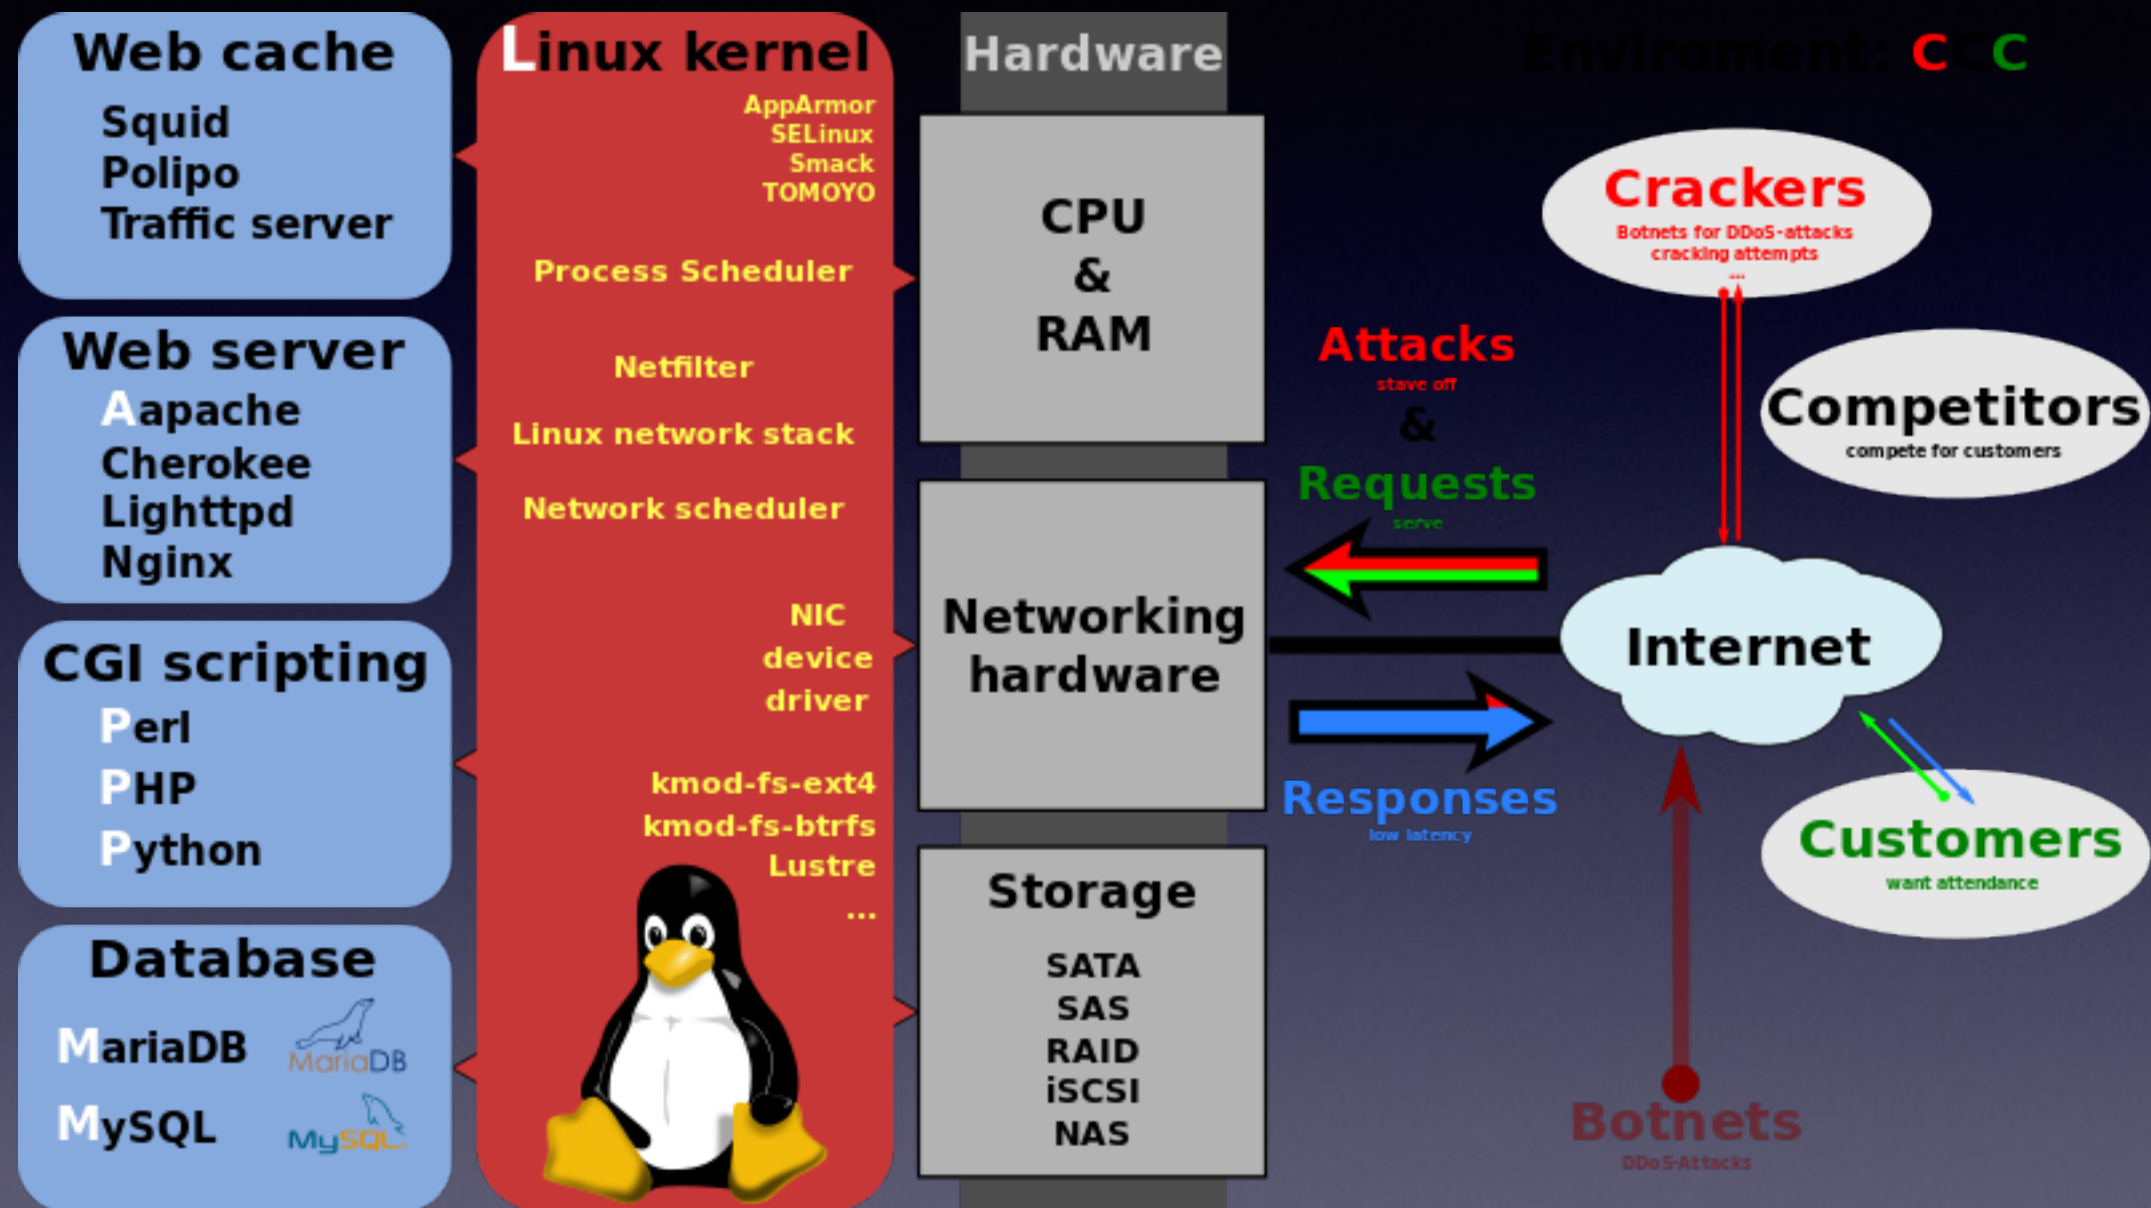 Web cache
Squid
Polipo
Traffic server
Web server
Aapache
Cherokee
Lighttpd
Nginx
CGI scripting
Perl
PHP
Python
Database
MariaDB
MariaDB
MySQL
MySQL
Linux kernel
AppArmor
SELinux
Smack
TOMOYO
Process Scheduler
Netfilter
Linux network stack
Network scheduler
NIC
device
driver
kmod-fs-ext4
kmod-fs-btrfs
Lustre
...
Hardware
CPU
&
RAM
Networking
hardware
Storage
SATA
SAS
RAID
iSCSI
NAS
Attacks
stave off
&
Requests
serve
Responses
low latency
Enviroment: CCC
Crackers
Botnets for DDoS-attacks
cracking attempts
...
Competitors
compete for customers
Internet
Customers
want attendance
Botnets
DDoS-Attacks